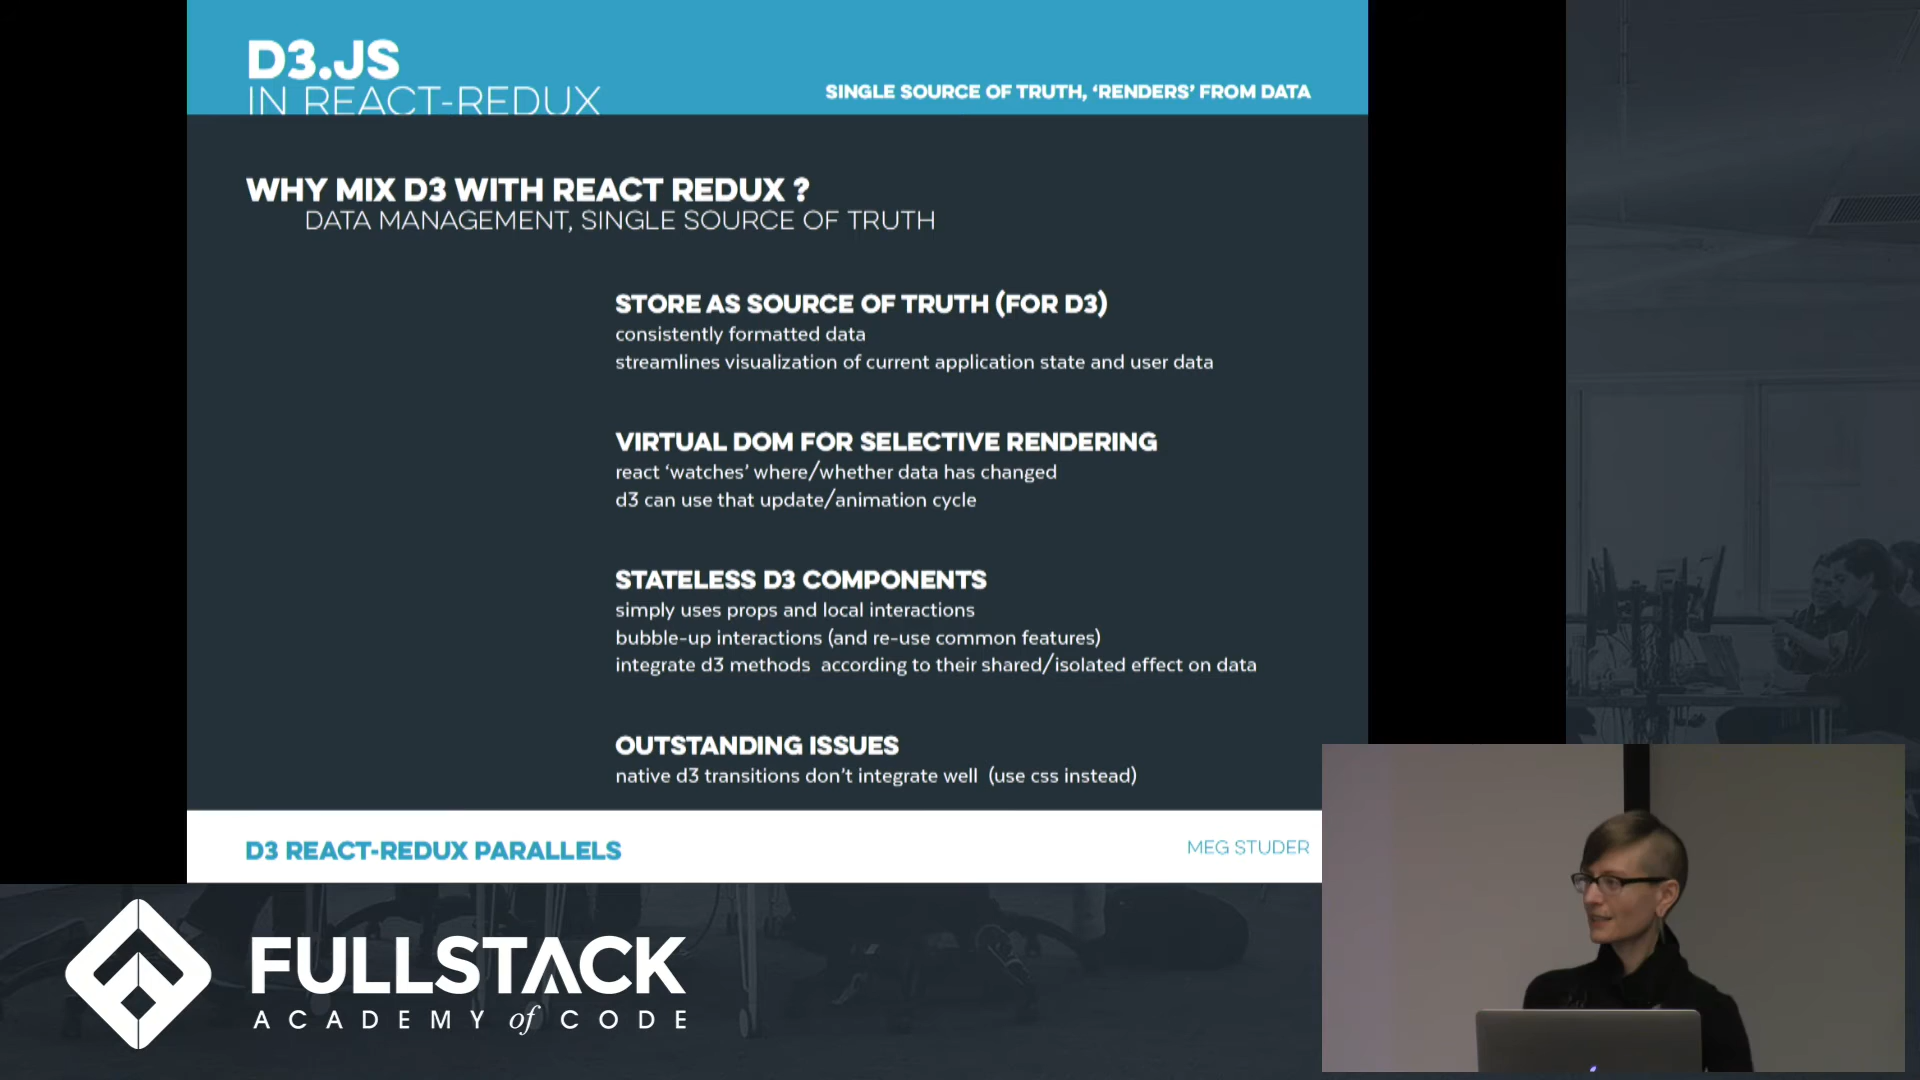 D3.JS
IN REACT-REDUX
SINGLE SOURCE OF TRUTH, ‘RENDERS’ FROM DATA
WHY MIX D3 WITH REACT REDUX ?
DATA MANAGEMENT, SINGLE SOURCE OF TRUTH
STORE AS SOURCE OF TRUTH (FOR D3)
consistently formatted data
streamlines visualization of current application state and user data
VIRTUAL DOM FOR SELECTIVE RENDERING
react ‘watches’ where/whether data has changed
d3 can use that update/animation cycle
STATELESS D3 COMPONENTS
simply uses props and local interactions
bubble-up interactions (and re-use common features)
integrate d3 methods according to their shared/isolated effect on data
OUTSTANDING ISSUES
native d3 transitions don’t integrate well (use css instead)
D3 REACT-REDUX PARALLELS
MEG STUDER
FULLSTACK
ACADEMY of CODE